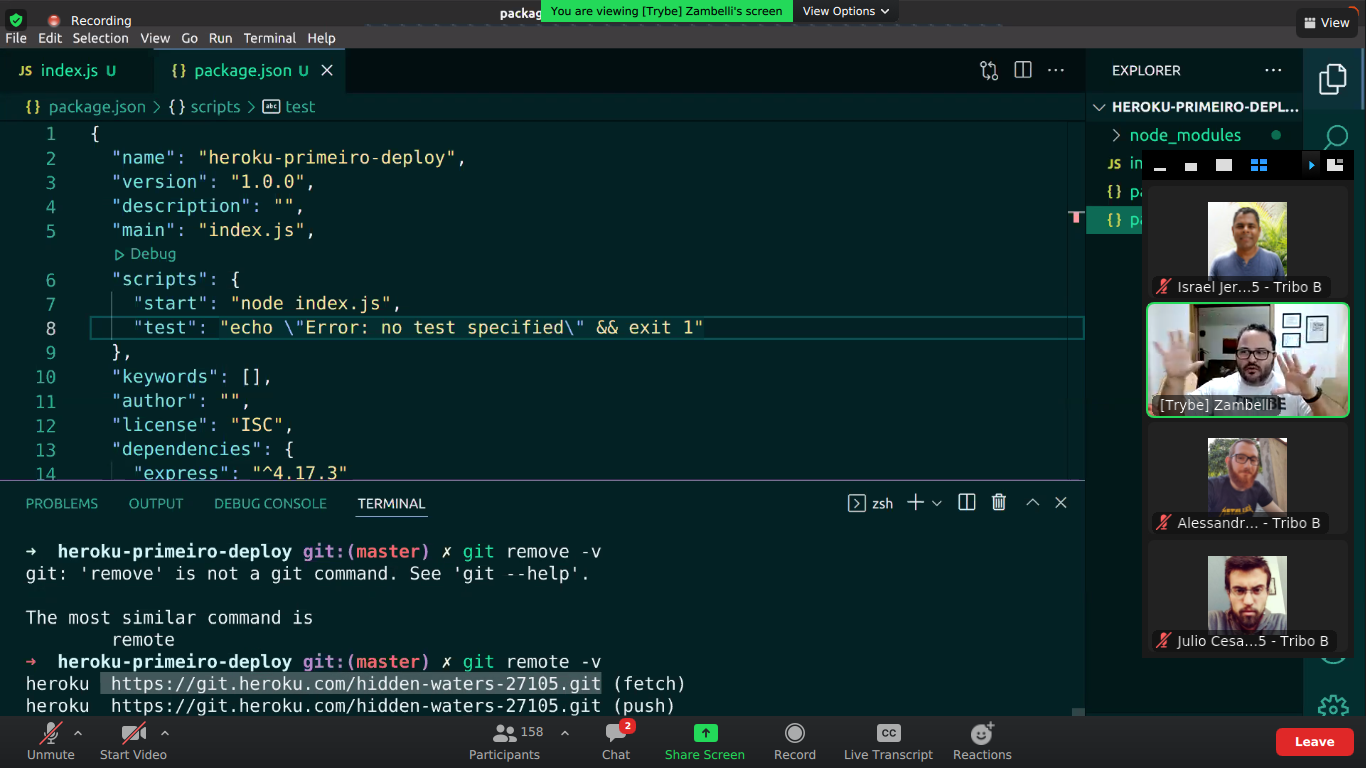 Recording
packag
You are viewing [Trybe] Zambelli's screen
View Options
View
File Edit Selection View Go Run Terminal Help
JS index.js U
{} package.json U
EXPLORER
{} package.json > {} scripts > abc test
HEROKU-PRIMEIRO-DEPL...
node_modules
JS in
{} pa
{} pa
1 {
2 "name": "heroku-primeiro-deploy",
3 "version": "1.0.0",
4 "description": "",
5 "main": "index.js",
Debug
6 "scripts": {
7 "start": "node index.js",
8 "test": "echo \"Error: no test specified\" && exit 1"
9 },
10 "keywords": [],
11 "author": "",
12 "license": "ISC",
13 "dependencies": {
14 "express": "^4.17.3"
Israel Jer...5 - Tribo B
[Trybe] Zambelli
Alessandr... - Tribo B
Julio Cesa...5 - Tribo B
PROBLEMS OUTPUT DEBUG CONSOLE TERMINAL
zsh
➜ heroku-primeiro-deploy git:(master) ✗ git remove -v
git: 'remove' is not a git command. See 'git --help'.
The most similar command is
remote
➜ heroku-primeiro-deploy git:(master) ✗ git remote -v
heroku https://git.heroku.com/hidden-waters-27105.git (fetch)
heroku https://git.heroku.com/hidden-waters-27105.git (push)
Unmute
Start Video
158
Participants
2
Chat
Share Screen
Record
CC
Live Transcript
Reactions
Leave